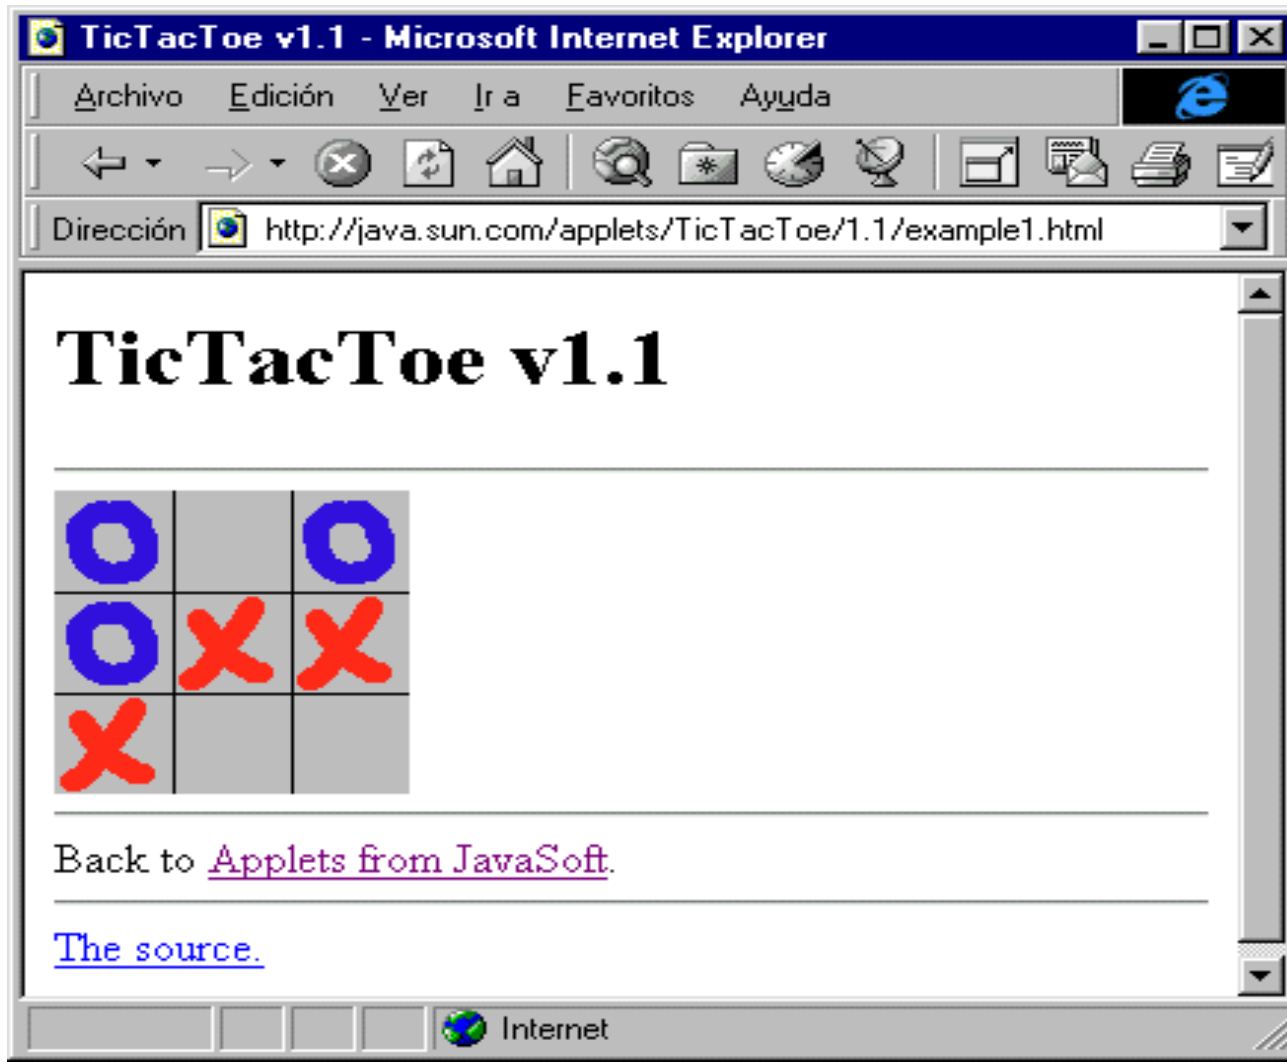 TicTacToe v1.1 - Microsoft Internet Explorer
Archivo Edición Ver Ir a Favoritos Ayuda
Dirección http://java.sun.com/applets/TicTacToe/1.1/example1.html
TicTacToe v1.1
O O
O X X
X
Back to Applets from JavaSoft.
The source.
Internet